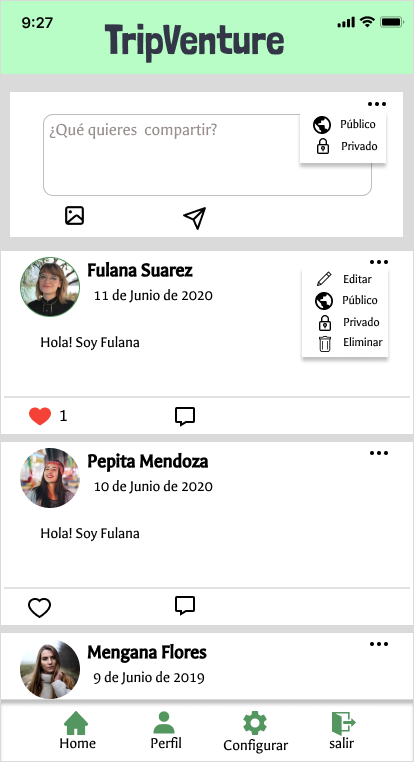 9:27
TripVenture
¿Qué quieres compartir?
Público
Privado
Fulana Suarez
11 de Junio de 2020
Editar
Público
Privado
Eliminar
Hola! Soy Fulana
1
Pepita Mendoza
10 de Junio de 2020
Hola! Soy Fulana
Mengana Flores
9 de Junio de 2019
Home
Perfil
Configurar
salir